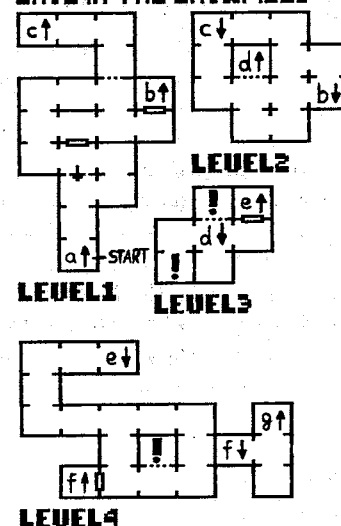 c↑
b↑
a↑ START
LEVEL1
c↓
d↑
b↓
LEVEL2
!
e↑
d↓
!
LEVEL3
e↓
!
g↑
f↓
f↑
LEVEL4